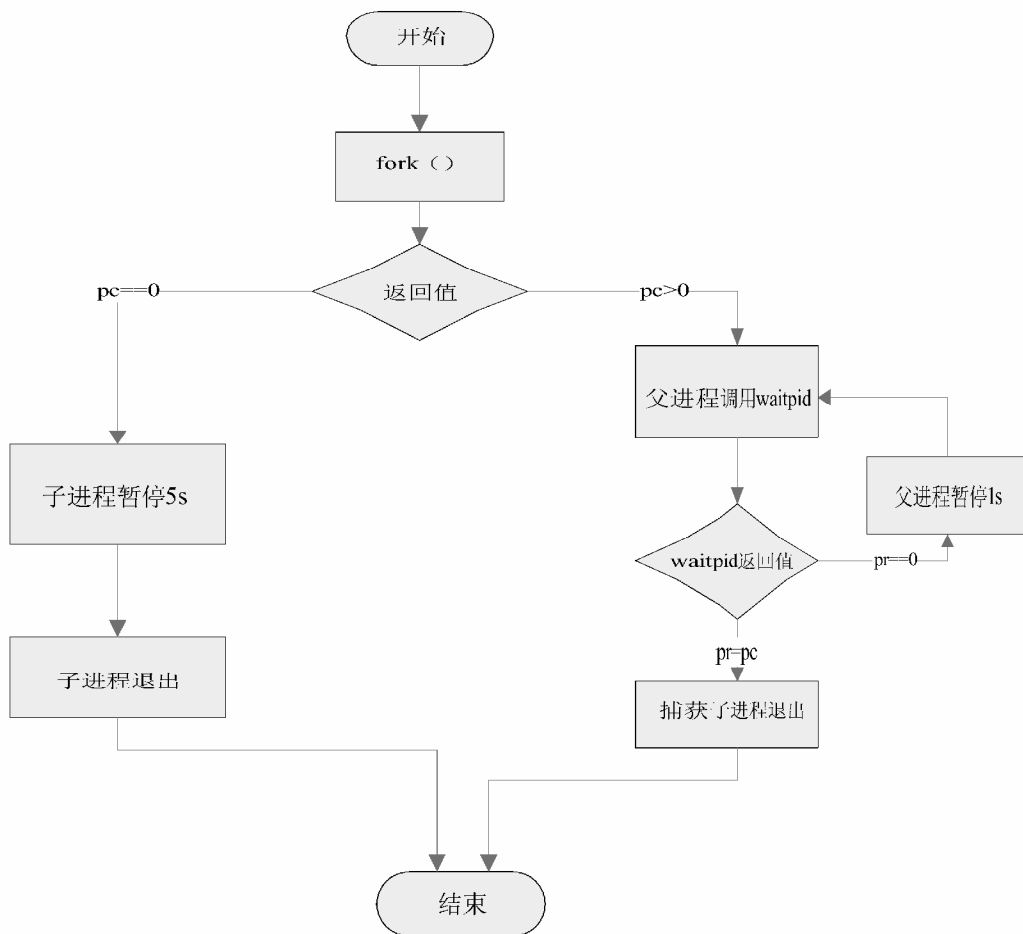 开始
fork（）
返回值
pc==0
pc>0
父进程调用waitpid
子进程暂停5s
父进程暂停1s
waitpid返回值
pr==0
pr=pc
子进程退出
捕获子进程退出
结束